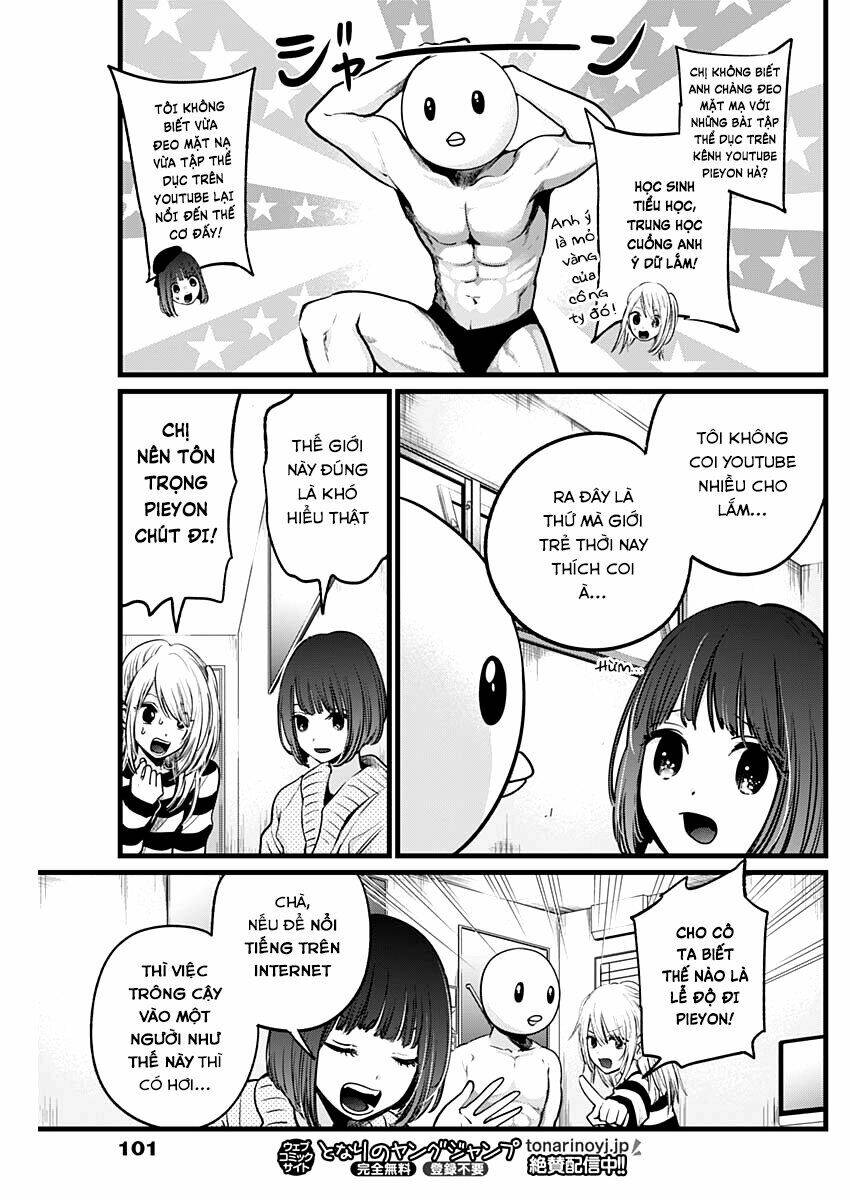 ジャーン
CHỊ KHÔNG BIẾT
ANH CHÀNG ĐEO
MẶT MẠ VỚI
NHỮNG BÀI TẬP
THỂ DỤC TRÊN
KÊNH YOUTUBE
PIEYON HẢ?
HỌC SINH
TIỂU HỌC,
TRUNG HỌC
CUỒNG ANH
Ý DỮ LẮM!
Anh ý
là mỏ
vàng
của
công
ty đó!
TÔI KHÔNG
BIẾT VỪA
ĐEO MẶT NẠ
VỪA TẬP THỂ
DỤC TRÊN
YOUTUBE LẠI
NỔI ĐẾN THẾ
CƠ ĐẤY!
TÔI KHÔNG
COI YOUTUBE
NHIỀU CHO
LẮM...
RA ĐÂY LÀ
THỨ MÀ GIỚI
TRẺ THỜI NAY
THÍCH COI
À...
Hừm...
THẾ GIỚI
NÀY ĐÚNG
LÀ KHÓ
HIỂU THẬT
CHỊ
NÊN TÔN
TRỌNG
PIEYON
CHÚT ĐI!
CHO CÔ
TA BIẾT
THẾ NÀO LÀ
LỄ ĐỘ ĐI
PIEYON!
CHÀ,
NẾU ĐỂ NỔI
TIẾNG TRÊN
INTERNET
THÌ VIỆC
TRÔNG CẬY
VÀO MỘT
NGƯỜI NHƯ
THẾ NÀY THÌ
CÓ HƠI...
101
ウェブ
コミック
サイト
となりのヤングジャンプ
完全無料 登録不要
tonarinoyj.jp
絶賛配信中!!